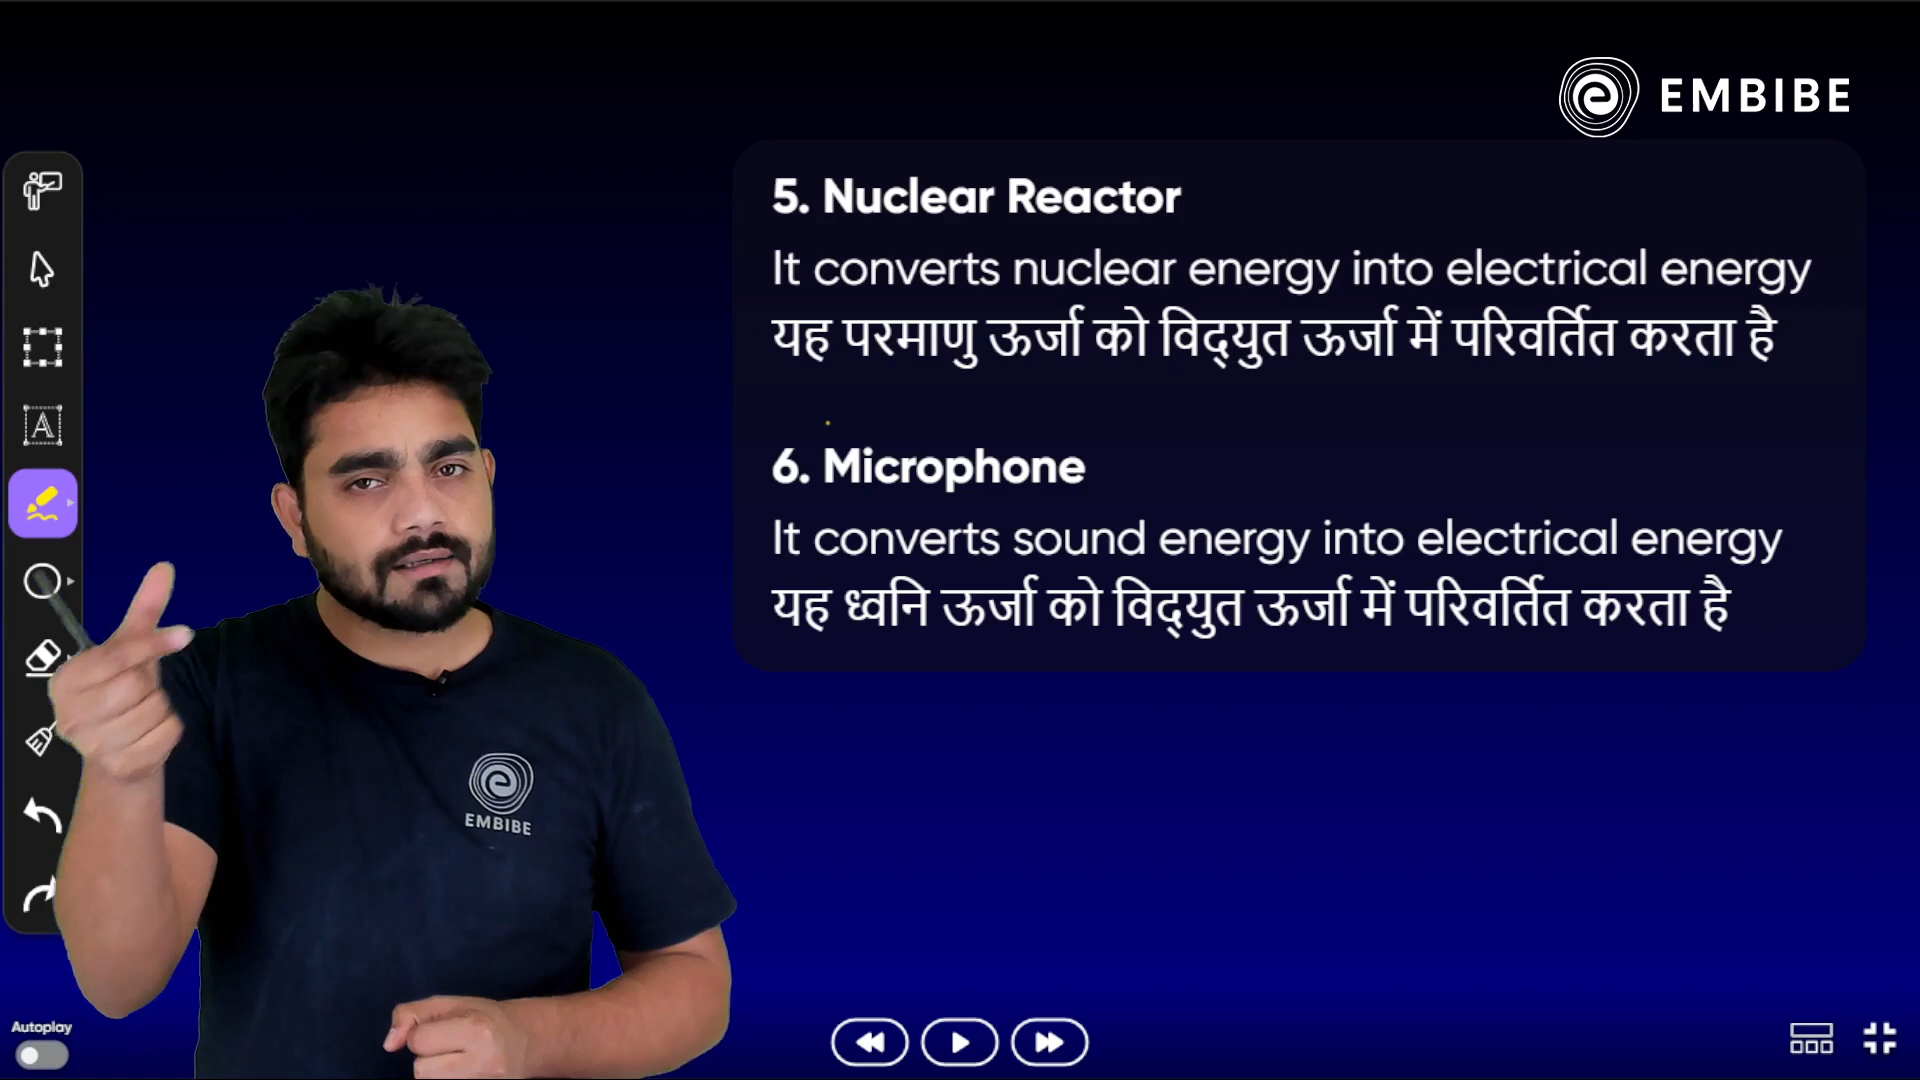 EMBIBE
5. Nuclear Reactor
It converts nuclear energy into electrical energy
यह परमाणु ऊर्जा को विद्युत ऊर्जा में परिवर्तित करता है
6. Microphone
It converts sound energy into electrical energy
यह ध्वनि ऊर्जा को विद्युत ऊर्जा में परिवर्तित करता है
A
EMBIBE
Autoplay